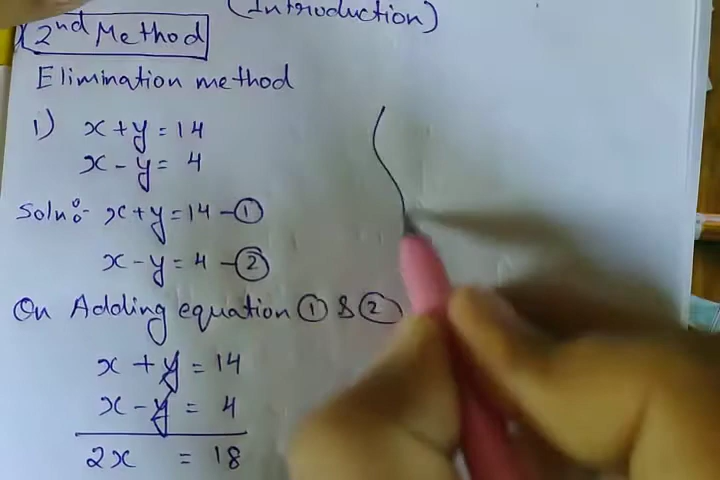 (Introduction)
2nd Method
Elimination method
1) x+y=14
x-y=4
Soln:- x+y=14-①
x-y=4-②
On Adding equation ① & ②
x+y=14
x-y=4
2x =18